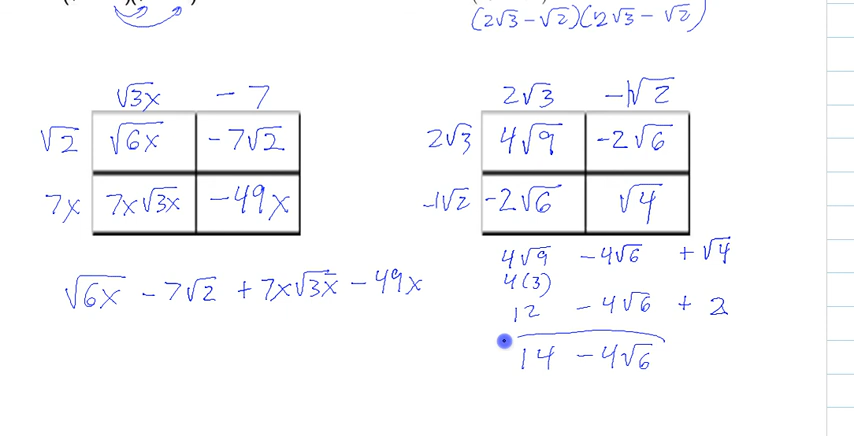 (2√3 − √2)(2√3 − √2)
√3x − 7
√2 √6x −7√2
7x 7x√3x −49x
√6x − 7√2 + 7x√3x − 49x
2√3 −1√2
2√3 4√9 −2√6
−1√2 −2√6 √4
4√9 − 4√6 + √4
4(3)
12 − 4√6 + 2
14 − 4√6